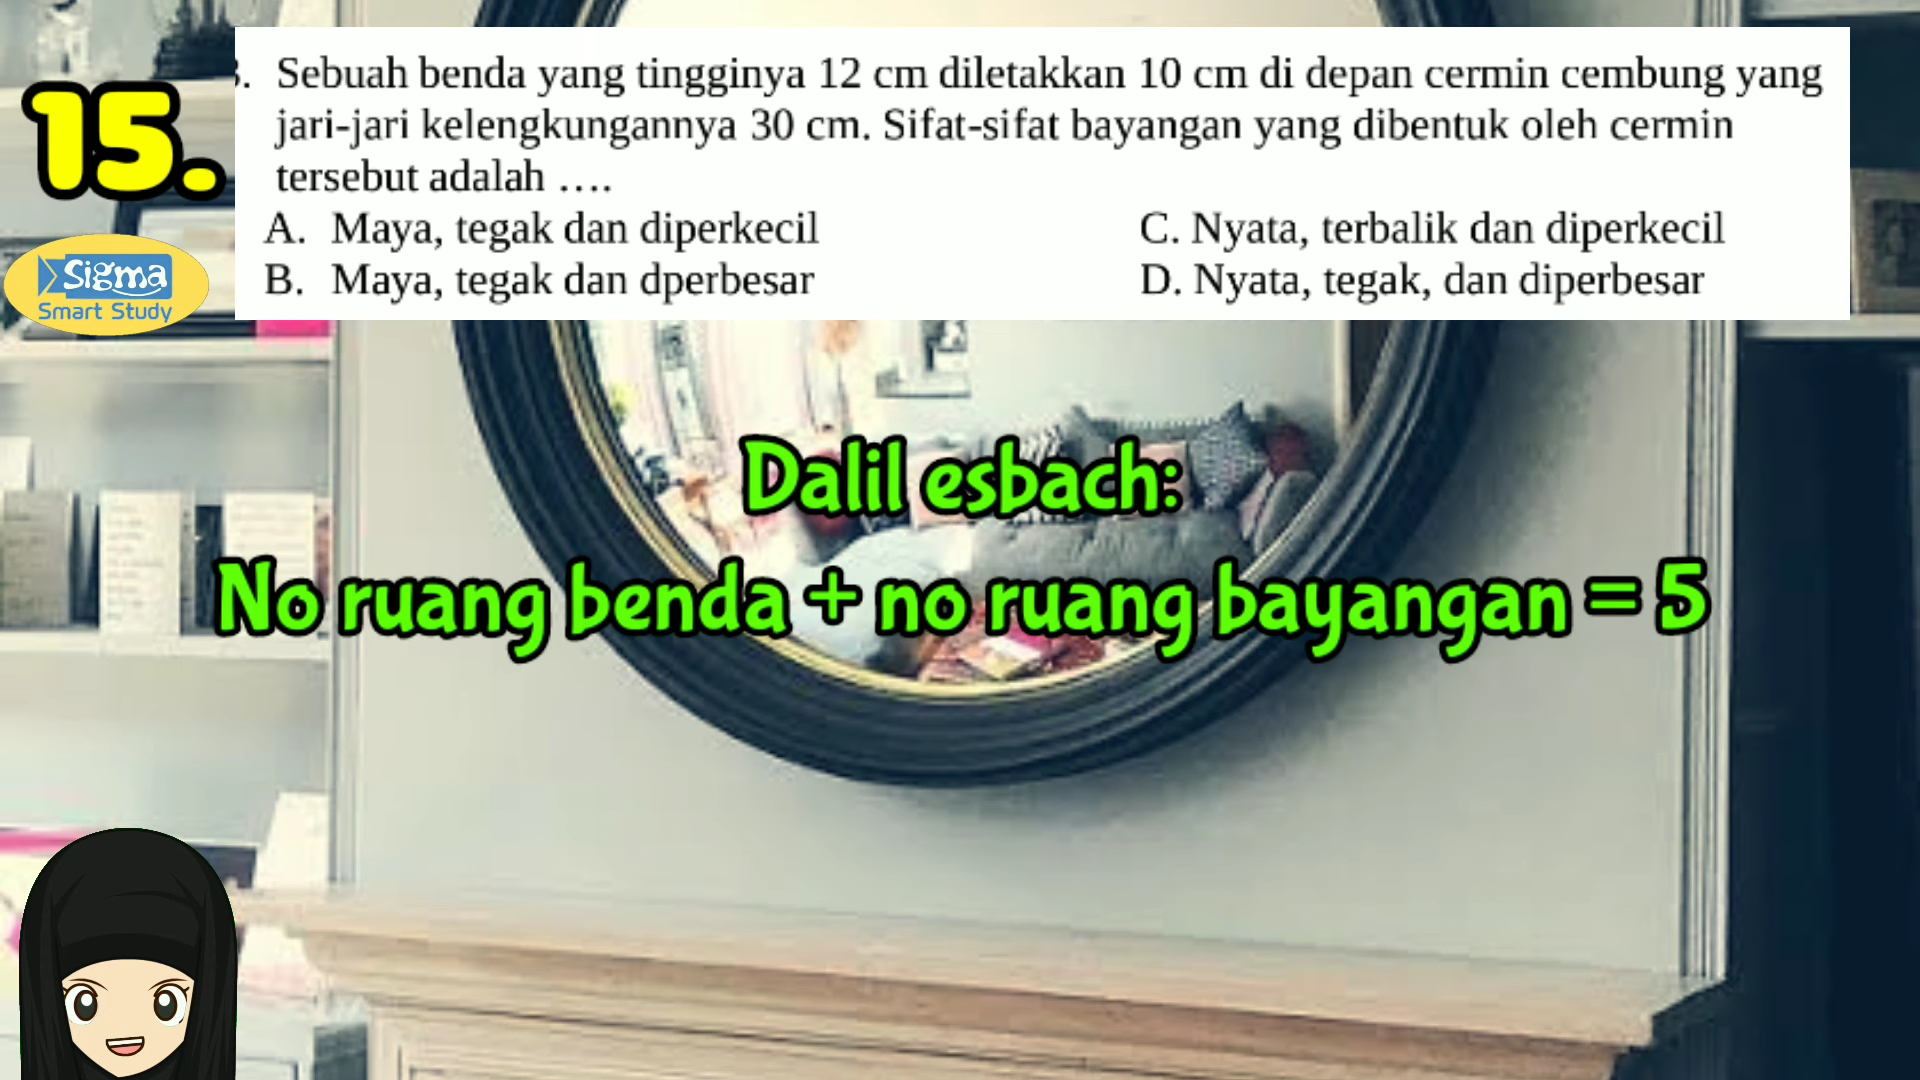 15.
3. Sebuah benda yang tingginya 12 cm diletakkan 10 cm di depan cermin cembung yang
jari-jari kelengkungannya 30 cm. Sifat-sifat bayangan yang dibentuk oleh cermin
tersebut adalah ....
A. Maya, tegak dan diperkecil
B. Maya, tegak dan dperbesar
C. Nyata, terbalik dan diperkecil
D. Nyata, tegak, dan diperbesar
Sigma
Smart Study
Dalil esbach:
No ruang benda + no ruang bayangan = 5